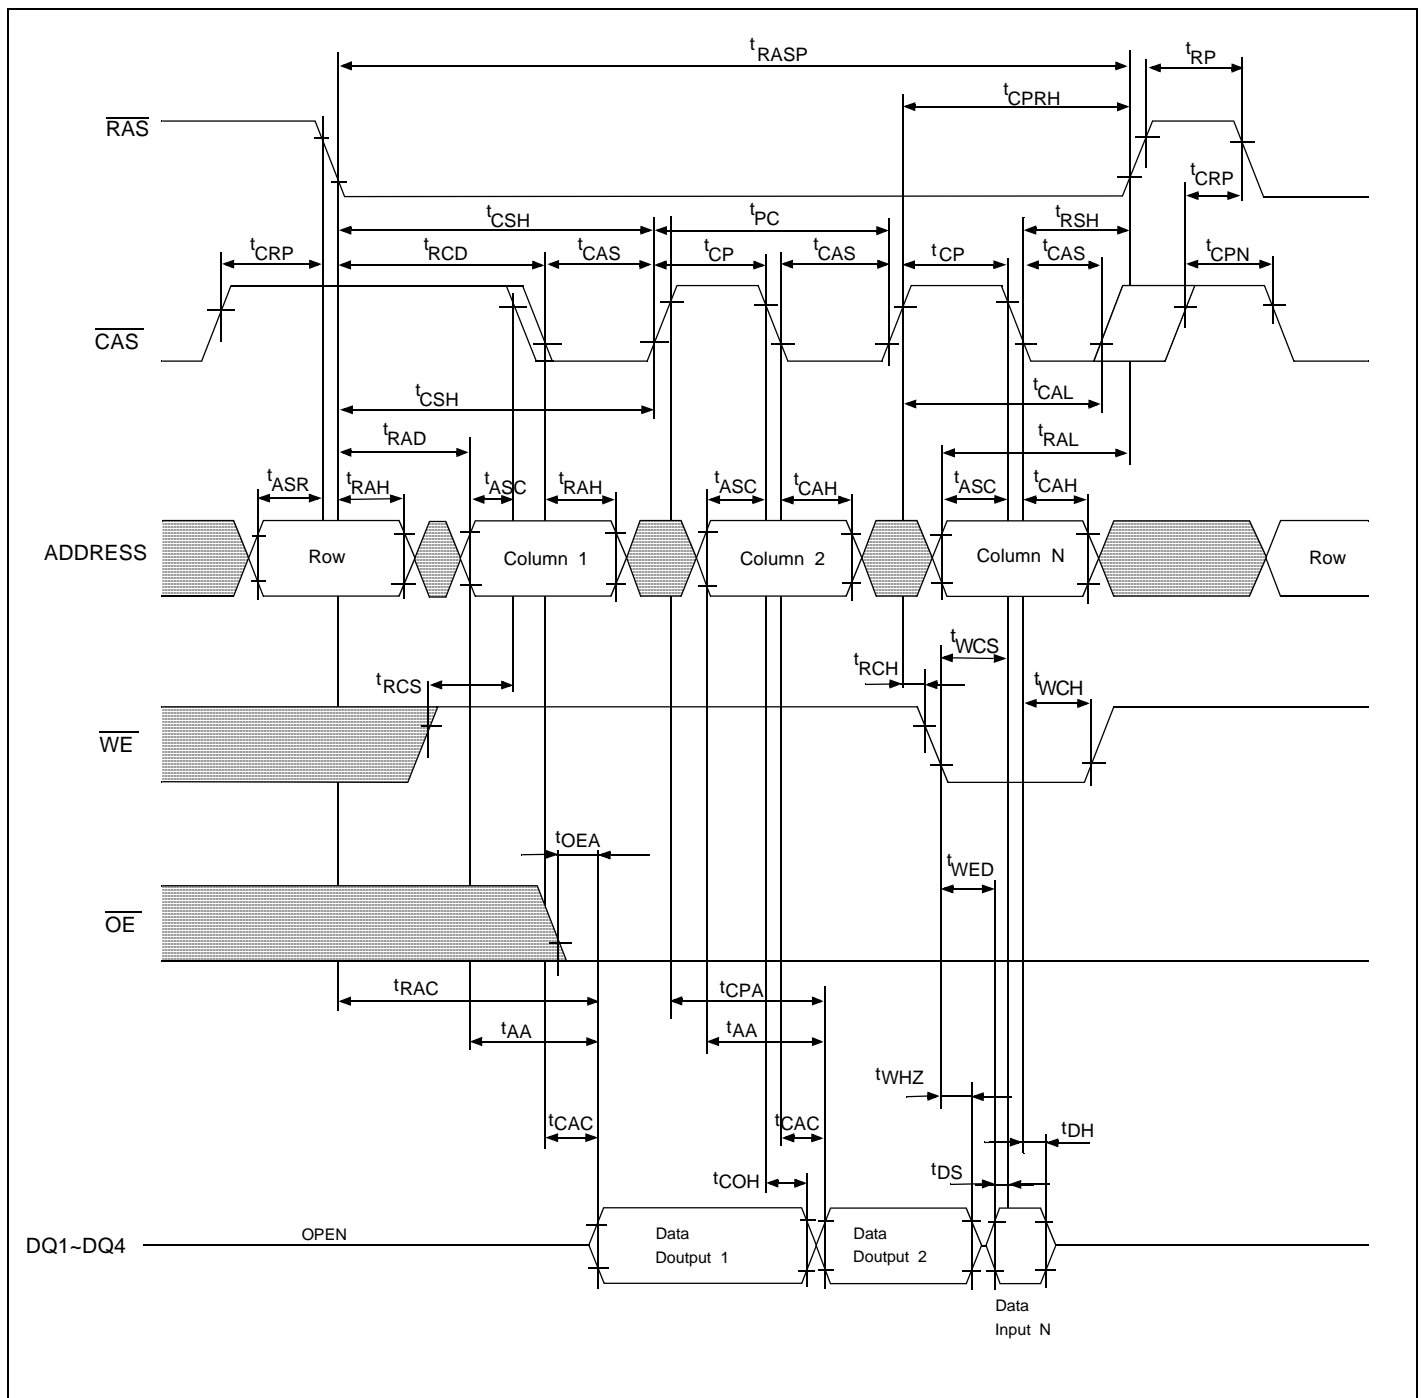 tRASP
tRP
tCPRH
RAS
tCRP
tCSH
tPC
tRSH
tCRP
tRCD
tCAS
tCP
tCAS
tCP
tCAS
tCPN
CAS
tCSH
tCAL
tRAD
tRAL
tASR
tRAH
tASC
tRAH
tASC
tCAH
tASC
tCAH
ADDRESS
Row
Column 1
Column 2
Column N
Row
tWCS
tRCH
tRCS
tWCH
WE
tOEA
tWED
OE
tRAC
tCPA
tAA
tAA
tWHZ
tCAC
tCAC
tDH
tCOH
tDS
DQ1~DQ4
OPEN
Data
Doutput 1
Data
Doutput 2
Data
Input N